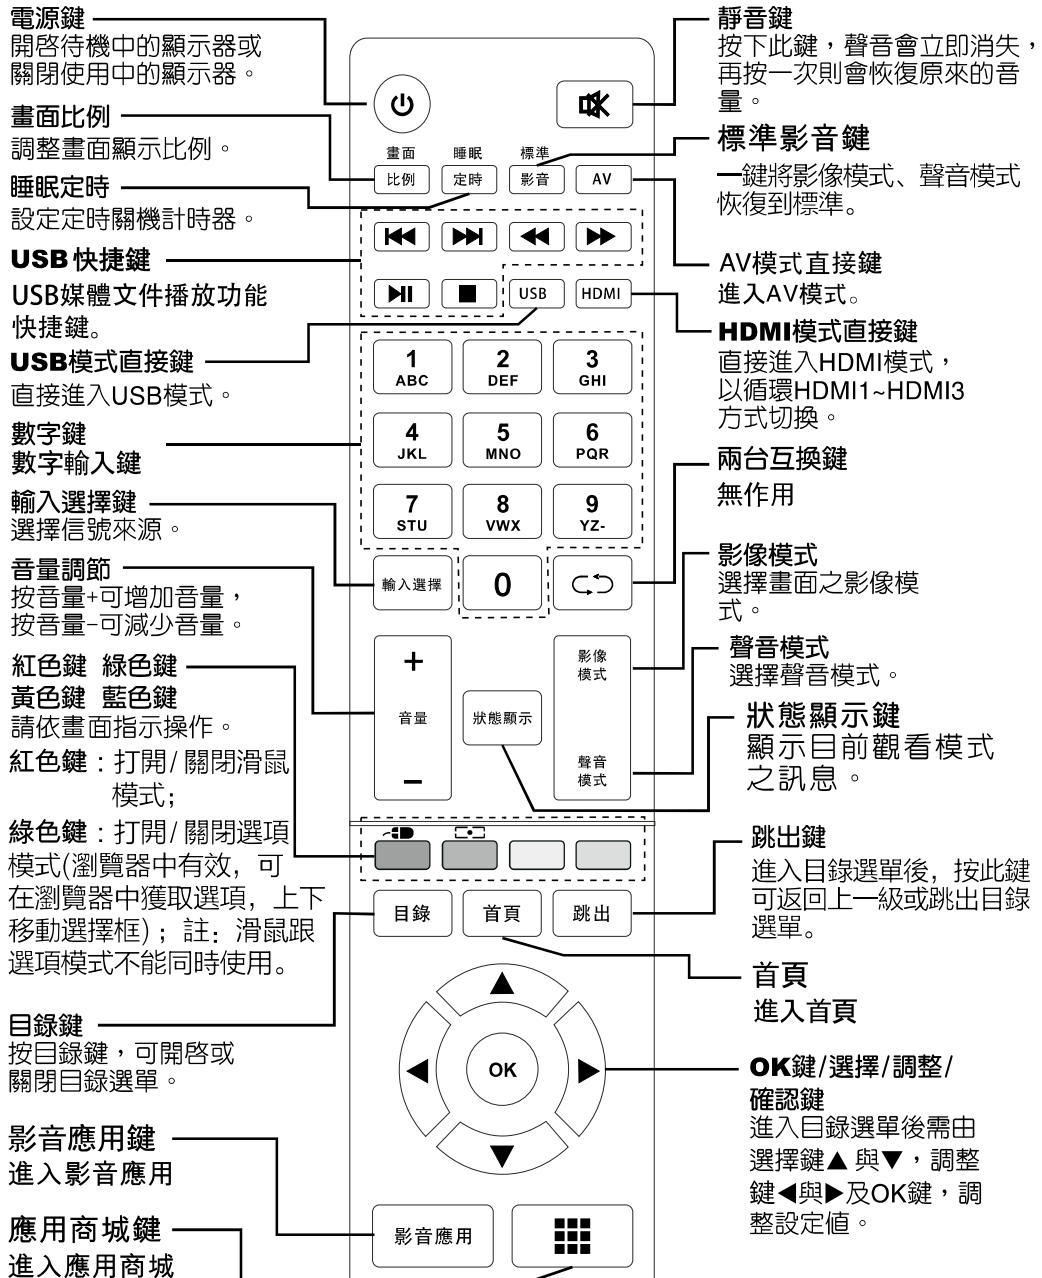 電源鍵
開啓待機中的顯示器或
關閉使用中的顯示器。
畫面比例
調整畫面顯示比例。
睡眠定時
設定定時關機計時器。
USB 快捷鍵
USB媒體文件播放功能
快捷鍵。
USB模式直接鍵
直接進入USB模式。
數字鍵
數字輸入鍵
輸入選擇鍵
選擇信號來源。
音量調節
按音量+可增加音量，
按音量-可減少音量。
紅色鍵 綠色鍵
黃色鍵 藍色鍵
請依畫面指示操作。
紅色鍵：打開/關閉滑鼠
模式；
綠色鍵：打開/關閉選項
模式(瀏覽器中有效，可
在瀏覽器中獲取選項，上下
移動選擇框)；註：滑鼠跟
選項模式不能同時使用。
目錄鍵
按目錄鍵，可開啓或
關閉目錄選單。
影音應用鍵
進入影音應用
應用商城鍵
進入應用商城
畫面 睡眠 標準
比例 定時 影音 AV
USB HDMI
1 2 3
ABC DEF GHI
4 5 6
JKL MNO PQR
7 8 9
STU VWX YZ-
輸入選擇 0
+ 影像
模式
音量 狀態顯示
聲音
− 模式
目錄 首頁 跳出
OK
影音應用
靜音鍵
按下此鍵，聲音會立即消失，
再按一次則會恢復原來的音
量。
標準影音鍵
一鍵將影像模式、聲音模式
恢復到標準。
AV模式直接鍵
進入AV模式。
HDMI模式直接鍵
直接進入HDMI模式，
以循環HDMI1~HDMI3
方式切換。
兩台互換鍵
無作用
影像模式
選擇畫面之影像模
式。
聲音模式
選擇聲音模式。
狀態顯示鍵
顯示目前觀看模式
之訊息。
跳出鍵
進入目錄選單後，按此鍵
可返回上一級或跳出目錄
選單。
首頁
進入首頁
OK鍵/選擇/調整/
確認鍵
進入目錄選單後需由
選擇鍵▲與▼，調整
鍵◀與▶及OK鍵，調
整設定值。